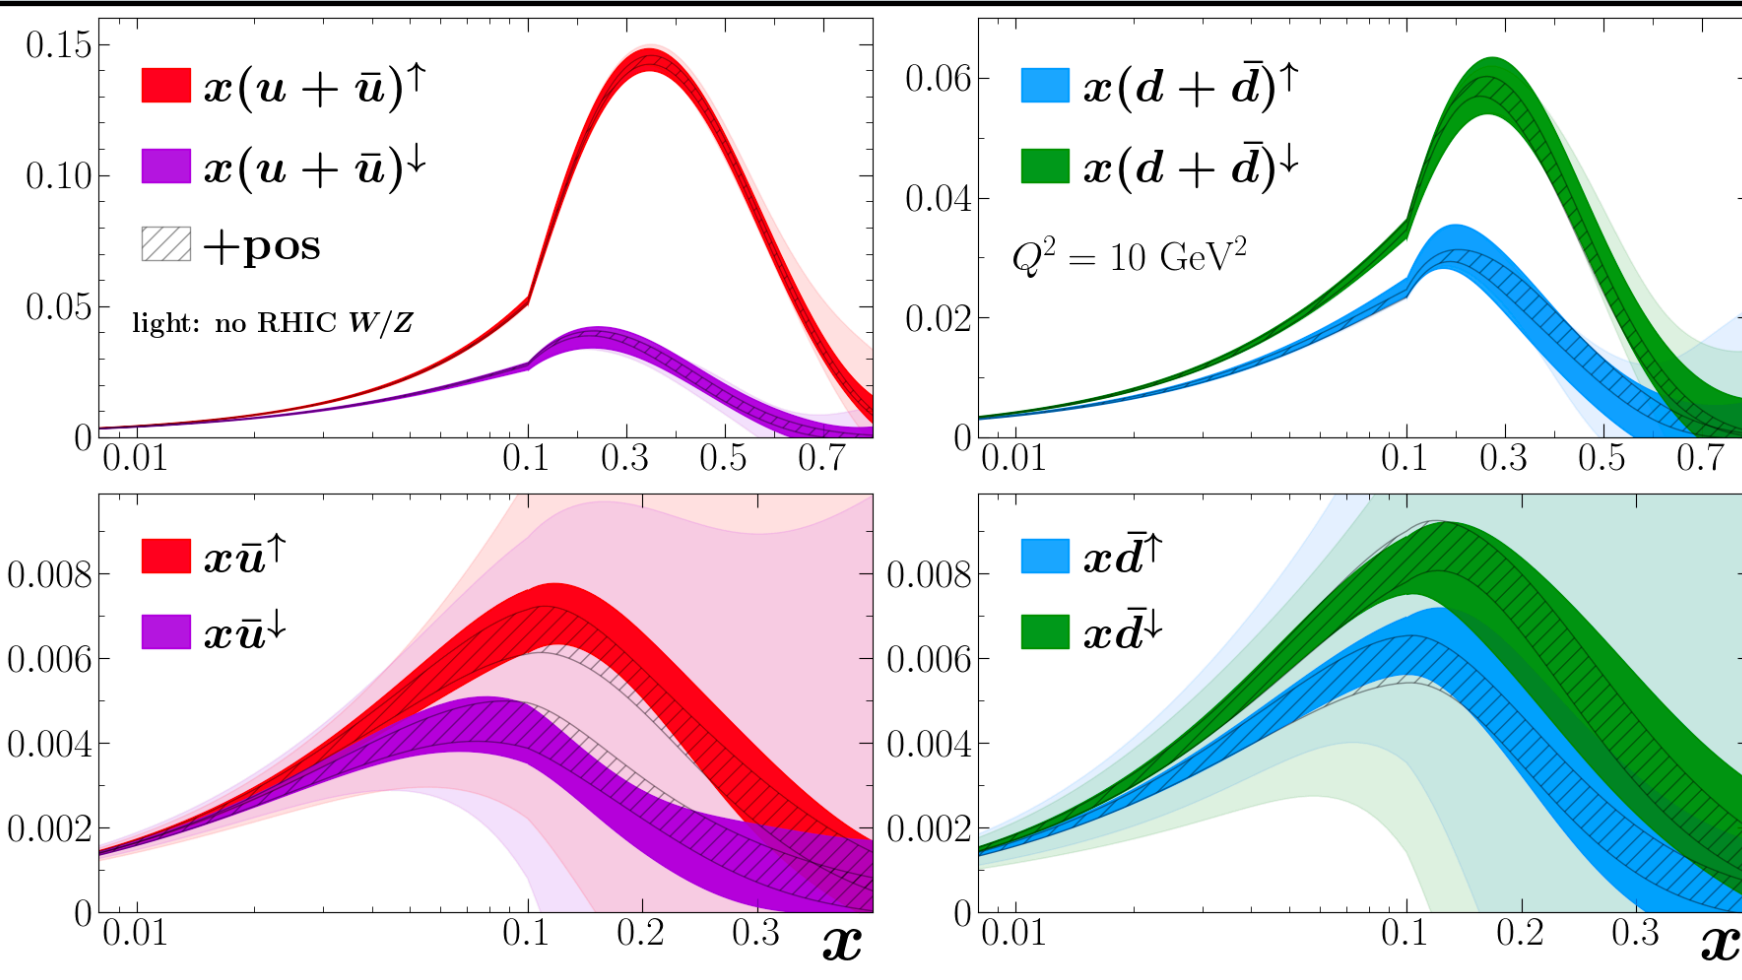 0.15
0.10
0.05
0
x(u + ū)↑
x(u + ū)↓
+pos
light: no RHIC W/Z
0.01 0.1 0.3 0.5 0.7
0.06
0.04
0.02
0
x(d + d̄)↑
x(d + d̄)↓
Q² = 10 GeV²
0.01 0.1 0.3 0.5 0.7
0.008
0.006
0.004
0.002
0
xū↑
xū↓
0.01 0.1 0.2 0.3 x
0.008
0.006
0.004
0.002
0
xd̄↑
xd̄↓
0.01 0.1 0.2 0.3 x